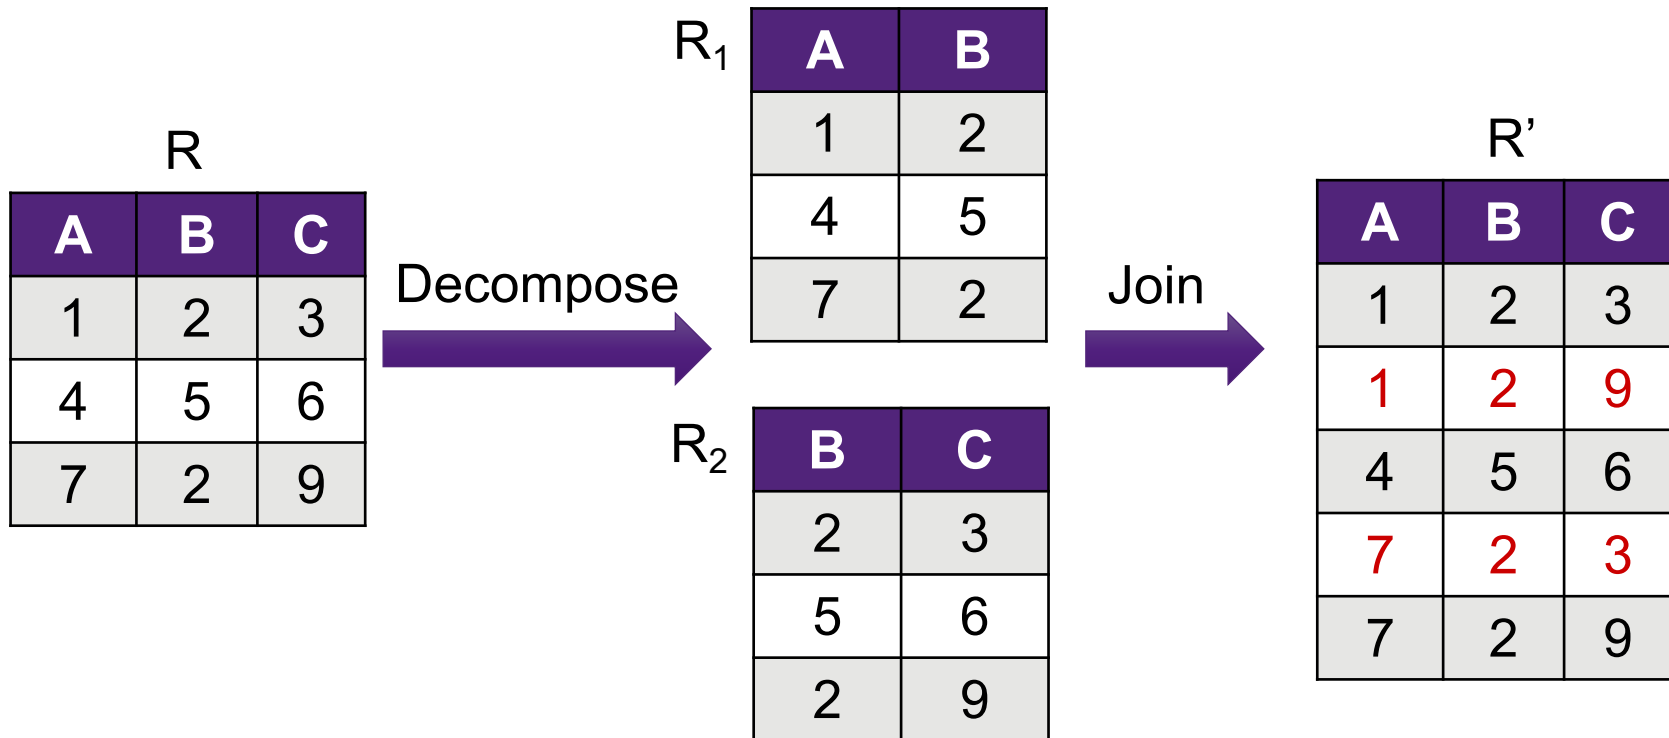 R
A B C
1 2 3
4 5 6
7 2 9
Decompose
R₁
A B
1 2
4 5
7 2
R₂
B C
2 3
5 6
2 9
Join
R’
A B C
1 2 3
1 2 9
4 5 6
7 2 3
7 2 9